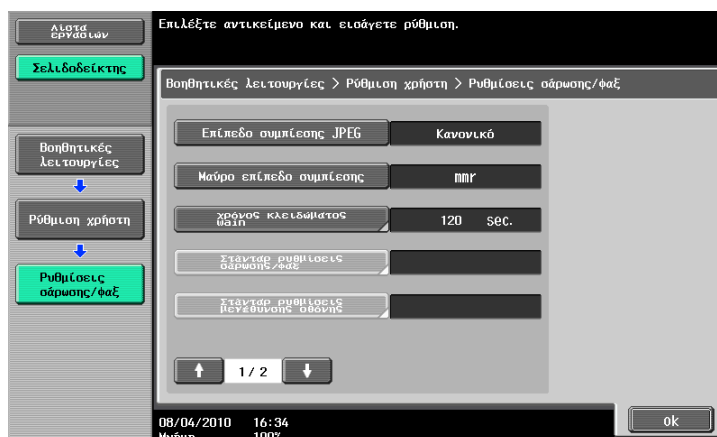 Λίστα
εργασιών
Επιλέξτε αντικείμενο και εισάγετε ρύθμιση.
Σελιδοδείκτης
Βοηθητικές λειτουργίες > Ρύθμιση χρήστη > Ρυθμίσεις σάρωσης/φαξ
Βοηθητικές
λειτουργίες
Ρύθμιση χρήστη
Ρυθμίσεις
σάρωσης/φαξ
Επίπεδο συμπίεσης JPEG
Κανονικό
Μαύρο επίπεδο συμπίεσης
mmr
χρόνος κλειδώματος
wain
120 sec.
Στάνταρ ρυθμίσεις
σάρωσης/φαξ
Στάνταρ ρυθμίσεις
μεγέθυνσης οθόνης
1/ 2
08/04/2010 16:34
Μνήμη 100%
ok